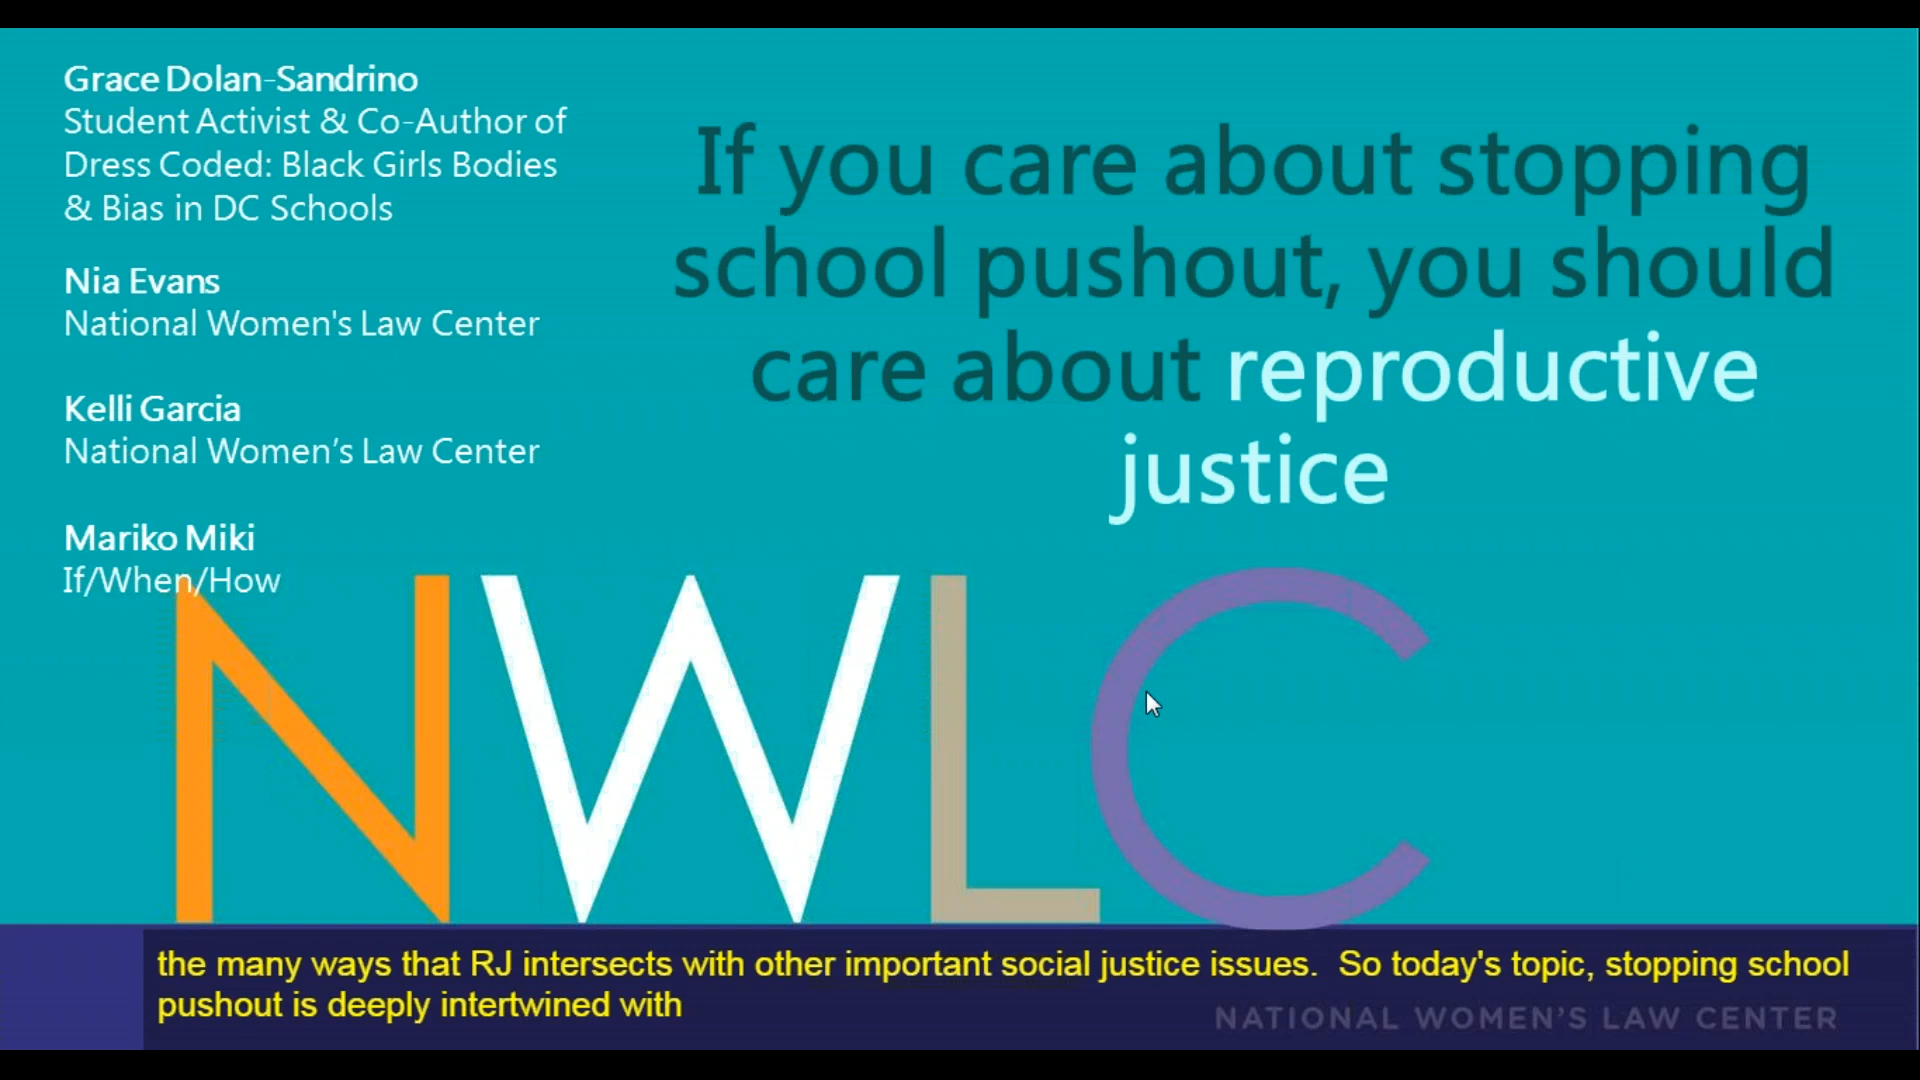 Grace Dolan-Sandrino
Student Activist & Co-Author of
Dress Coded: Black Girls Bodies
& Bias in DC Schools
Nia Evans
National Women's Law Center
Kelli Garcia
National Women’s Law Center
Mariko Miki
If/When/How
If you care about stopping
school pushout, you should
care about reproductive
justice
NWLC
the many ways that RJ intersects with other important social justice issues.  So today's topic, stopping school
pushout is deeply intertwined with
NATIONAL WOMEN’S LAW CENTER